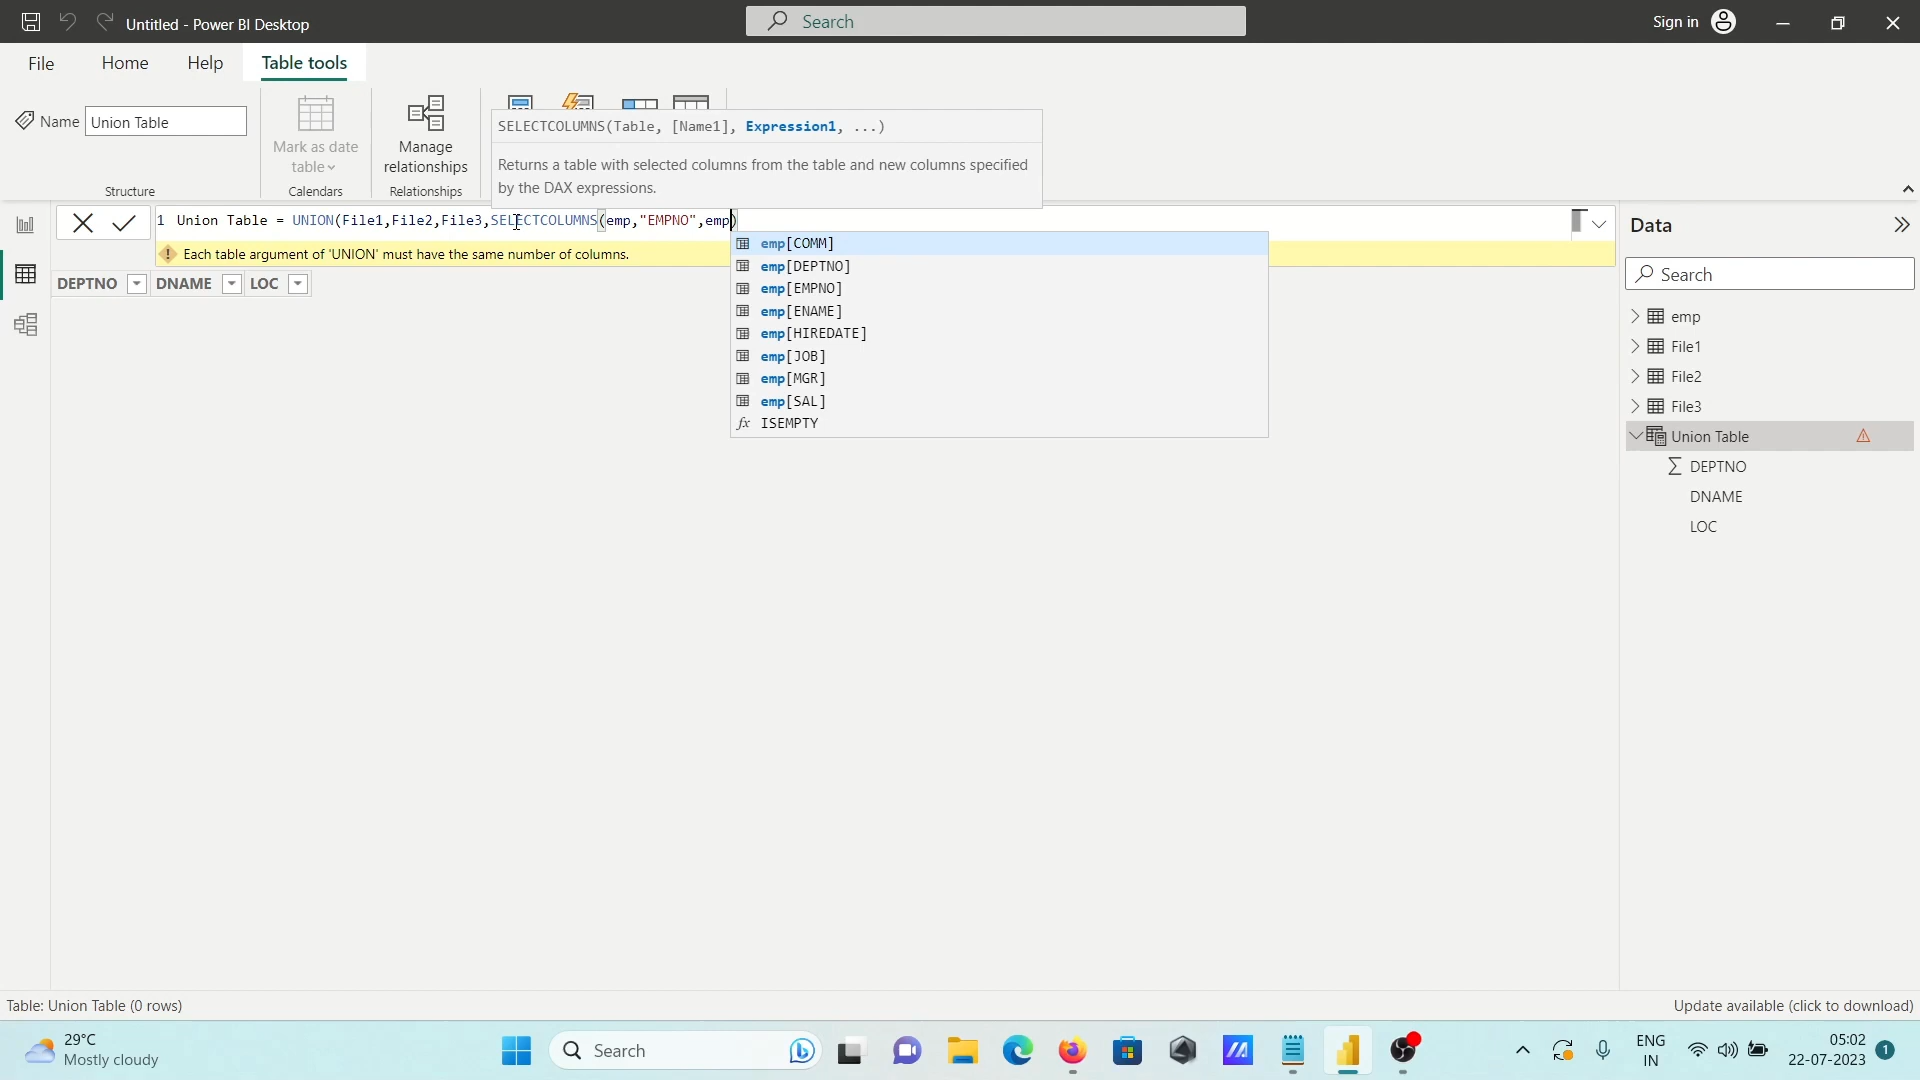 Untitled - Power BI Desktop
Search
Sign in
File
Home
Help
Table tools
Name
Union Table
Mark as date
table
Calendars
Structure
Manage
relationships
Relationships
SELECTCOLUMNS(Table, [Name1], Expression1, ...)
Returns a table with selected columns from the table and new columns specified
by the DAX expressions.
1 Union Table = UNION(File1,File2,File3,SELECTCOLUMNS(emp,"EMPNO",emp)
Each table argument of 'UNION' must have the same number of columns.
DEPTNO
DNAME
LOC
emp[COMM]
emp[DEPTNO]
emp[EMPNO]
emp[ENAME]
emp[HIREDATE]
emp[JOB]
emp[MGR]
emp[SAL]
fx ISEMPTY
Data
Search
emp
File1
File2
File3
Union Table
DEPTNO
DNAME
LOC
Table: Union Table (0 rows)
Update available (click to download)
29°C
Mostly cloudy
Search
ENG
IN
05:02
22-07-2023
1